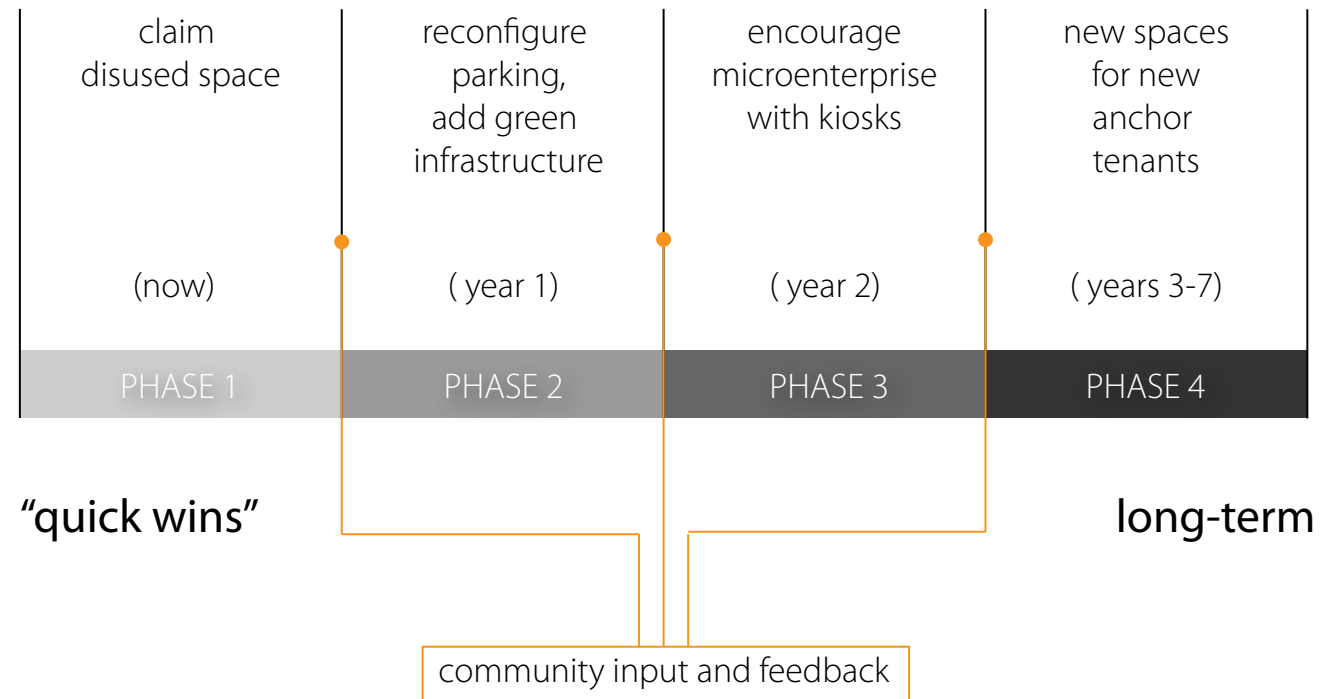 claim
disused space
reconfigure
parking,
add green
infrastructure
encourage
microenterprise
with kiosks
new spaces
for new
anchor
tenants
(now)
( year 1)
( year 2)
( years 3-7)
PHASE 1
PHASE 2
PHASE 3
PHASE 4
“quick wins”
long-term
community input and feedback